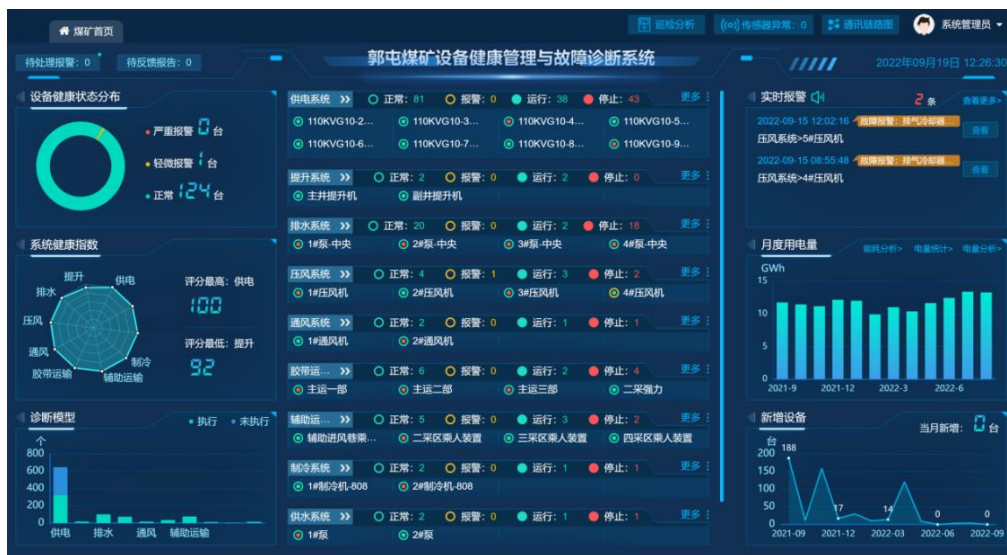 煤矿首页
巡检分析
传感器异常: 0
通讯链路图
系统管理员
待处理报警: 0
待反馈报告: 0
郭屯煤矿设备健康管理与故障诊断系统
2022年09月19日 12:26:30
设备健康状态分布
严重报警 0 台
轻微报警 1 台
正常 124 台
系统健康指数
提升
供电
排水
压风
通风
制冷
胶带运输
辅助运输
评分最高: 供电
100
评分最低: 提升
92
诊断模型
执行 未执行
个
800
600
400
200
0
供电 排水 通风 辅助运输
供电系统 正常: 81 报警: 0 运行: 38 停止: 43 更多
110KVG10-2... 110KVG10-3... 110KVG10-4... 110KVG10-5...
110KVG10-6... 110KVG10-7... 110KVG10-8... 110KVG10-9...
提升系统 正常: 2 报警: 0 运行: 2 停止: 0 更多
主井提升机 副井提升机
排水系统 正常: 20 报警: 0 运行: 2 停止: 18 更多
1#泵-中央 2#泵-中央 3#泵-中央 4#泵-中央
压风系统 正常: 4 报警: 1 运行: 3 停止: 2 更多
1#压风机 2#压风机 3#压风机 4#压风机
通风系统 正常: 2 报警: 0 运行: 1 停止: 1 更多
1#通风机 2#通风机
胶带运... 正常: 6 报警: 0 运行: 2 停止: 4 更多
主运一部 主运二部 主运三部 二采强力
辅助运... 正常: 5 报警: 0 运行: 3 停止: 2 更多
辅助进风巷乘... 二采区乘人装置 三采区乘人装置 四采区乘人装置
制冷系统 正常: 2 报警: 0 运行: 1 停止: 1 更多
1#制冷机-808 2#制冷机-808
供水系统 正常: 2 报警: 0 运行: 1 停止: 1 更多
1#泵 2#泵
实时报警 2 条 查看更多>
2022-09-15 12:02:16 故障报警: 排气冷却器...
压风系统>5#压风机 查看
2022-09-15 08:55:48 故障报警: 排气冷却器...
压风系统>4#压风机 查看
月度用电量 能耗分析> 电量统计> 电量分析>
GWh
15
10
5
0
2021-9 2021-12 2022-3 2022-6
新增设备 当月新增: 0 台
台
200
150
100
50
0
188
17
14
0
0
2021-09 2021-12 2022-03 2022-06 2022-09